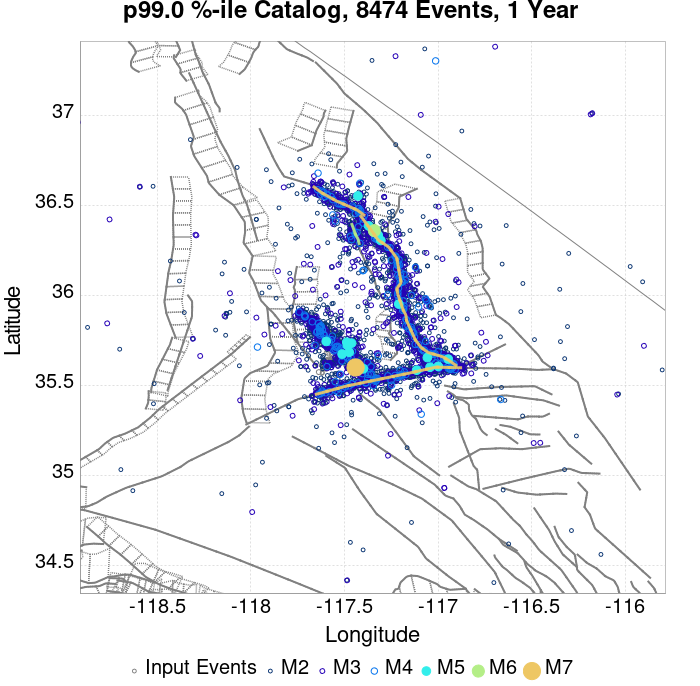 p99.0 %-ile Catalog, 8474 Events, 1 Year
37
36.5
36
35.5
35
34.5
Latitude
-118.5 -118 -117.5 -117 -116.5 -116
Longitude
Input Events M2 M3 M4 M5 M6 M7